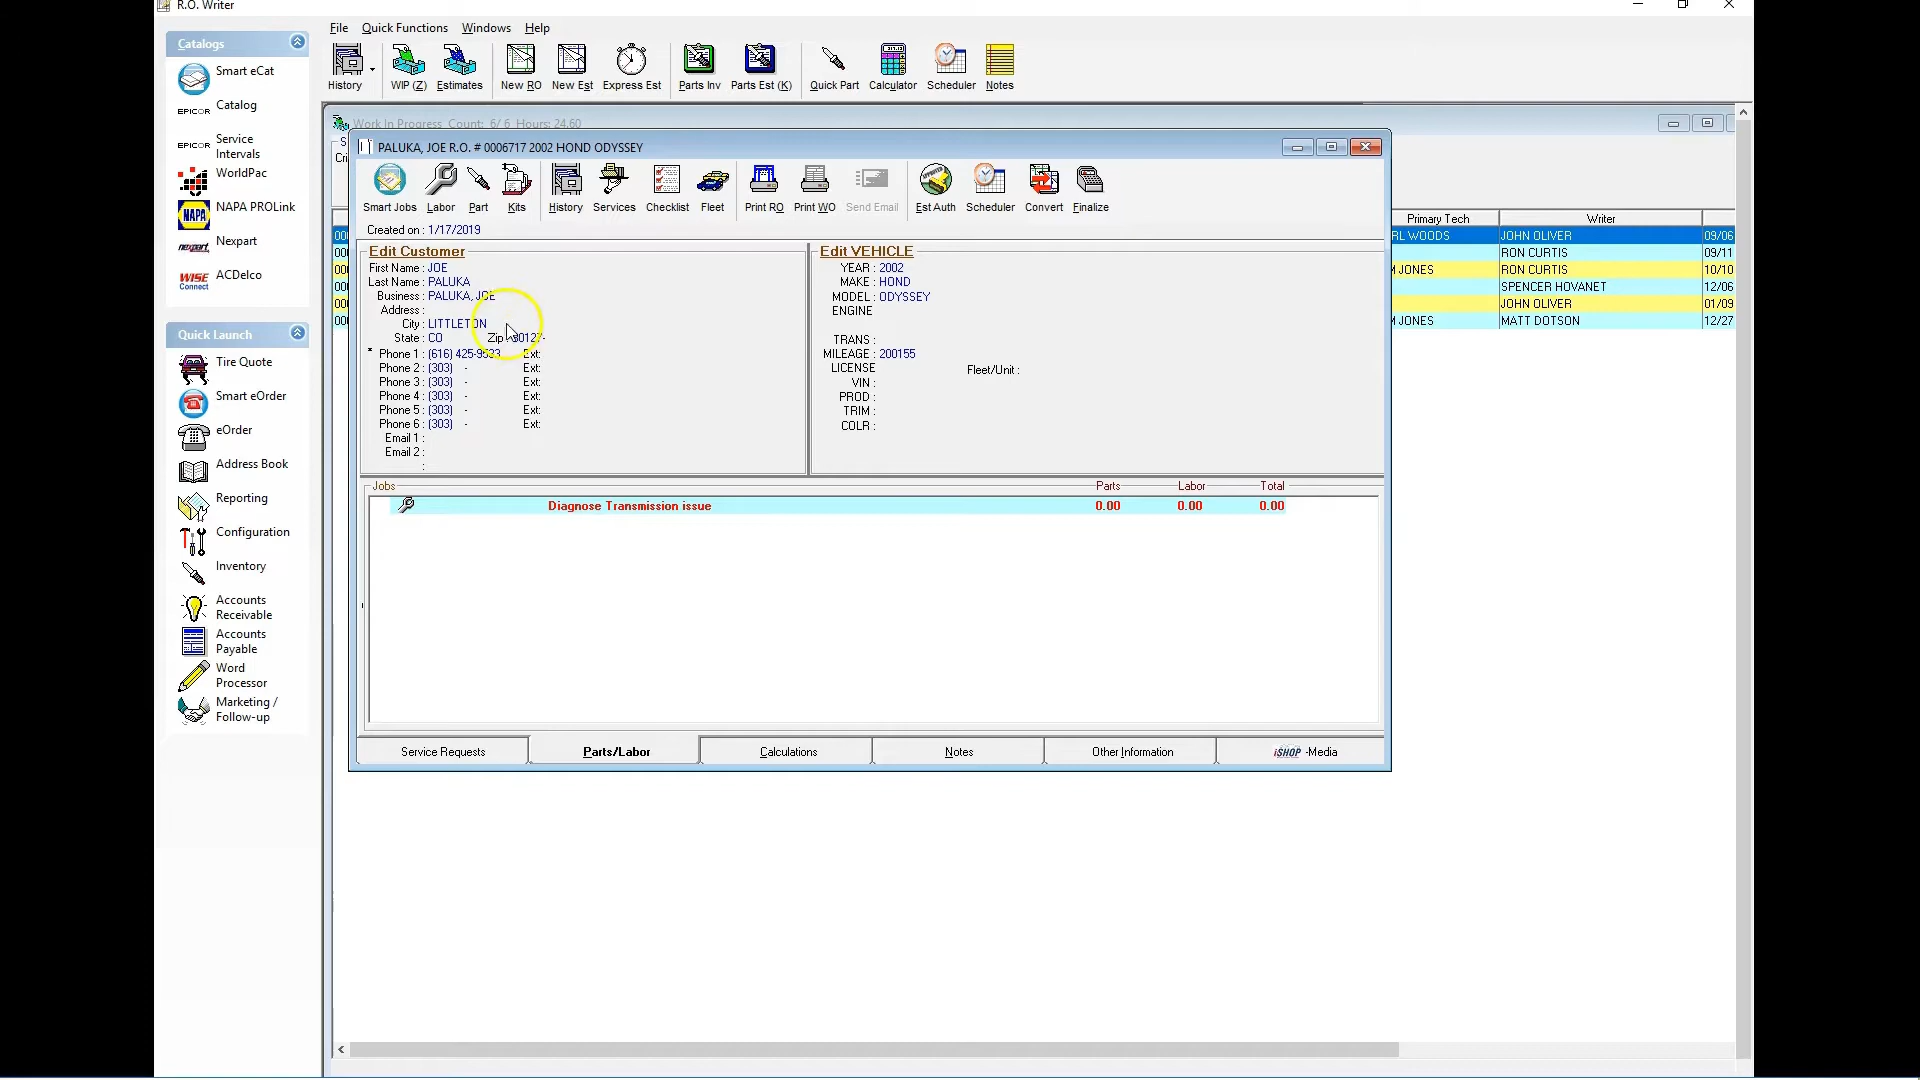 R.O. Writer
File Quick Functions Windows Help
Catalogs
Smart eCat
EPICOR Catalog
EPICOR Service Intervals
WorldPac
NAPA NAPA PROLink
nexpart Nexpart
WISE Connect ACDelco
Quick Launch
Tire Quote
Smart eOrder
eOrder
Address Book
Reporting
Configuration
Inventory
Accounts Receivable
Accounts Payable
Word Processor
Marketing / Follow-up
History WIP (Z) Estimates New RO New Est Express Est Parts Inv Parts Est (K) Quick Part Calculator Scheduler Notes
Work In Progress Count: 6/ 6 Hours: 24.60
PALUKA, JOE R.O. # 0006717 2002 HOND ODYSSEY
Smart Jobs Labor Part Kits History Services Checklist Fleet Print RO Print WO Send Email Est Auth Scheduler Convert Finalize
Created on : 1/17/2019
Edit Customer
First Name : JOE
Last Name : PALUKA
Business : PALUKA, JOE
Address :
City : LITTLETON
State : CO Zip
* Phone 1 : (616) 425-9533 Ext:
Phone 2 : (303) - Ext:
Phone 3 : (303) - Ext:
Phone 4 : (303) - Ext:
Phone 5 : (303) - Ext:
Phone 6 : (303) - Ext:
Email 1 :
Email 2 :
:
Edit VEHICLE
YEAR : 2002
MAKE : HOND
MODEL : ODYSSEY
ENGINE
TRANS :
MILEAGE : 200155
LICENSE
Fleet/Unit :
VIN :
PROD :
TRIM :
COLR :
Jobs Parts Labor Total
Diagnose Transmission issue 0.00 0.00 0.00
Service Requests Parts/Labor Calculations Notes Other Information iSHOP -Media
Primary Tech Writer
RL WOODS JOHN OLIVER 09/06
RON CURTIS 09/11
JONES RON CURTIS 10/10
SPENCER HOVANET 12/06
JOHN OLIVER 01/09
JONES MATT DOTSON 12/27